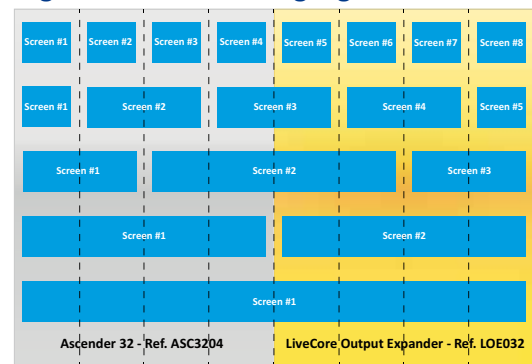 Screen #1 Screen #2 Screen #3 Screen #4 Screen #5 Screen #6 Screen #7 Screen #8
Screen #1 Screen #2 Screen #3 Screen #4 Screen #5
Screen #1 Screen #2 Screen #3
Screen #1 Screen #2
Screen #1
Ascender 32 - Ref. ASC3204 LiveCore Output Expander - Ref. LOE032